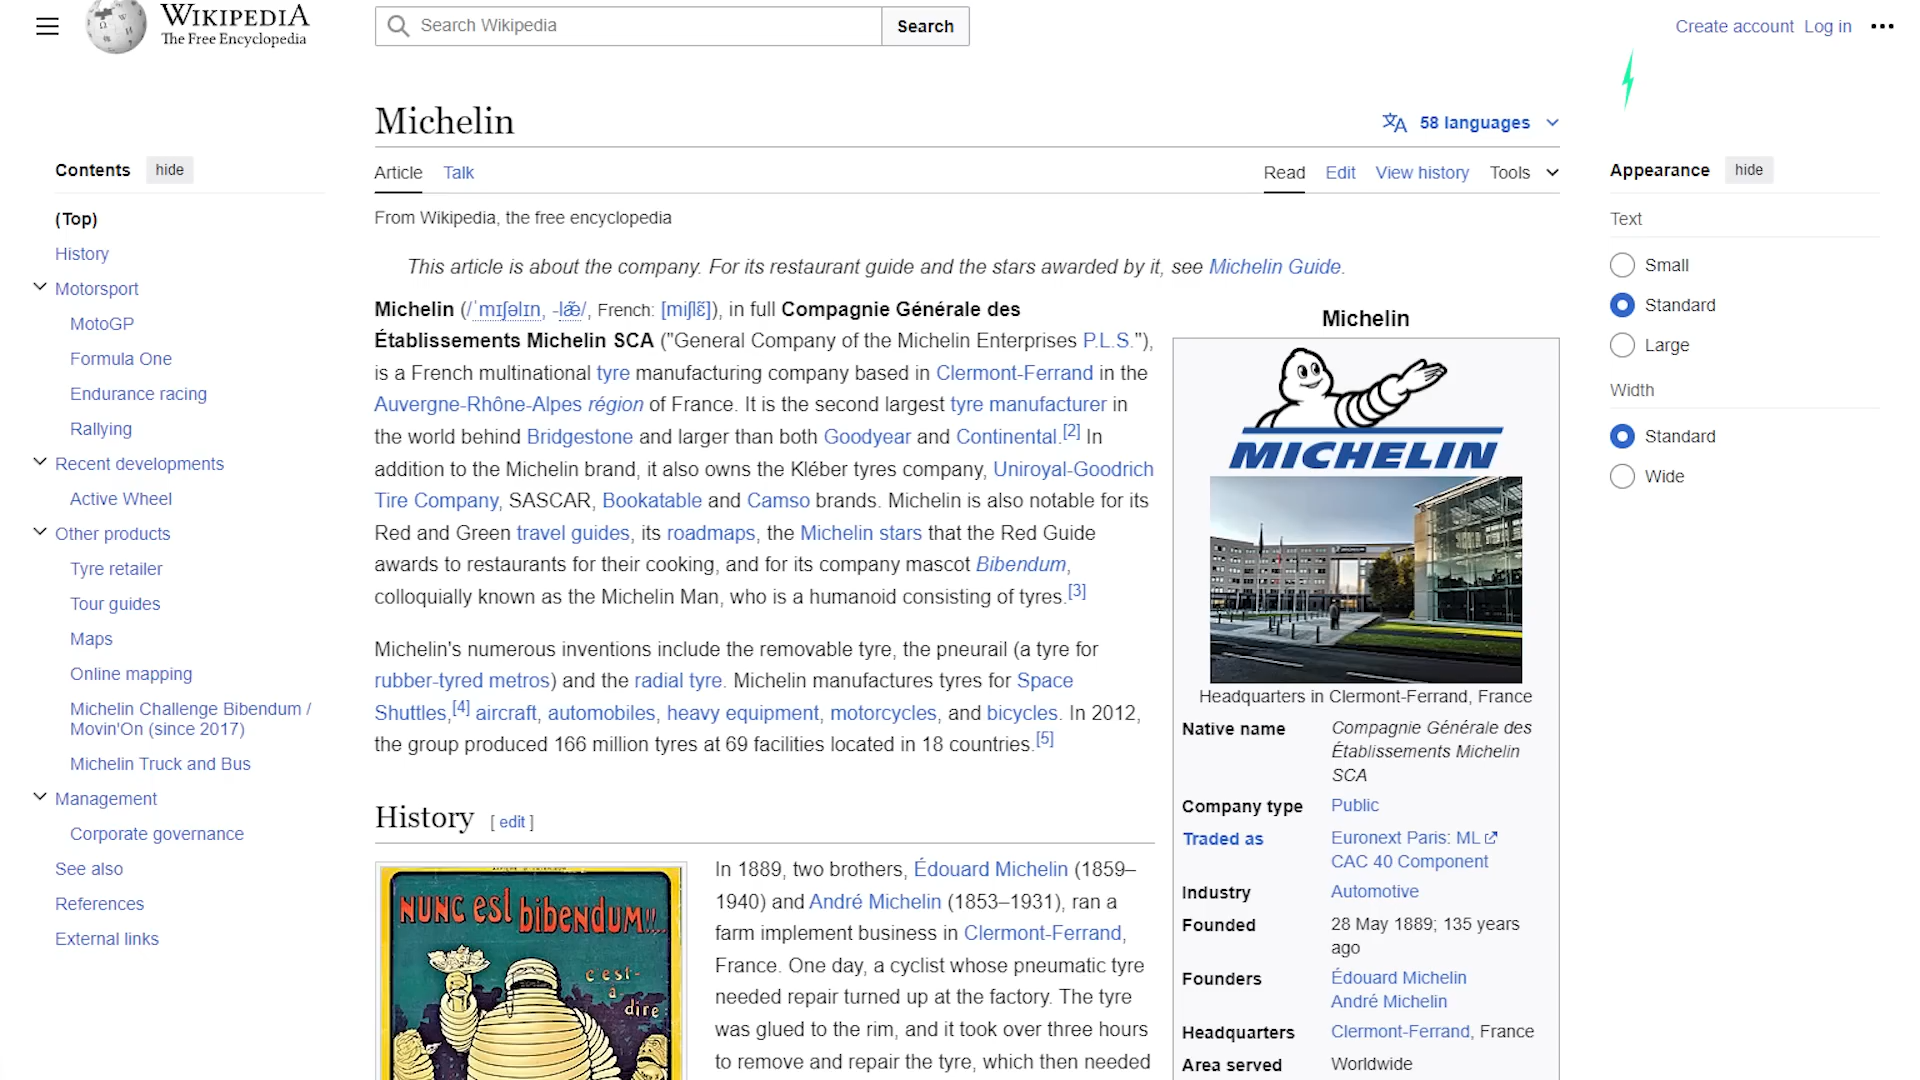 WIKIPEDIA
The Free Encyclopedia
Search Wikipedia
Search
Create account Log in
Michelin
58 languages
Contents hide
Article Talk
Read Edit View history Tools
Appearance hide
From Wikipedia, the free encyclopedia
(Top)
History
Motorsport
MotoGP
Formula One
Endurance racing
Rallying
Recent developments
Active Wheel
Other products
Tyre retailer
Tour guides
Maps
Online mapping
Michelin Challenge Bibendum /
Movin'On (since 2017)
Michelin Truck and Bus
Management
Corporate governance
See also
References
External links
This article is about the company. For its restaurant guide and the stars awarded by it, see Michelin Guide.
Michelin (/ˈmɪʃəlɪn, -læ̃/, French: [miʃlɛ̃]), in full Compagnie Générale des
Établissements Michelin SCA ("General Company of the Michelin Enterprises P.L.S."),
is a French multinational tyre manufacturing company based in Clermont-Ferrand in the
Auvergne-Rhône-Alpes région of France. It is the second largest tyre manufacturer in
the world behind Bridgestone and larger than both Goodyear and Continental.[2] In
addition to the Michelin brand, it also owns the Kléber tyres company, Uniroyal-Goodrich
Tire Company, SASCAR, Bookatable and Camso brands. Michelin is also notable for its
Red and Green travel guides, its roadmaps, the Michelin stars that the Red Guide
awards to restaurants for their cooking, and for its company mascot Bibendum,
colloquially known as the Michelin Man, who is a humanoid consisting of tyres.[3]
Michelin's numerous inventions include the removable tyre, the pneurail (a tyre for
rubber-tyred metros) and the radial tyre. Michelin manufactures tyres for Space
Shuttles,[4] aircraft, automobiles, heavy equipment, motorcycles, and bicycles. In 2012,
the group produced 166 million tyres at 69 facilities located in 18 countries.[5]
History [ edit ]
NUNC est bibendum!!..
c'est-
à
dire:
In 1889, two brothers, Édouard Michelin (1859–
1940) and André Michelin (1853–1931), ran a
farm implement business in Clermont-Ferrand,
France. One day, a cyclist whose pneumatic tyre
needed repair turned up at the factory. The tyre
was glued to the rim, and it took over three hours
to remove and repair the tyre, which then needed
Michelin
MICHELIN
Headquarters in Clermont-Ferrand, France
Native name Compagnie Générale des
Établissements Michelin
SCA
Company type Public
Traded as Euronext Paris: ML
CAC 40 Component
Industry Automotive
Founded 28 May 1889; 135 years
ago
Founders Édouard Michelin
André Michelin
Headquarters Clermont-Ferrand, France
Area served Worldwide
Text
Small
Standard
Large
Width
Standard
Wide